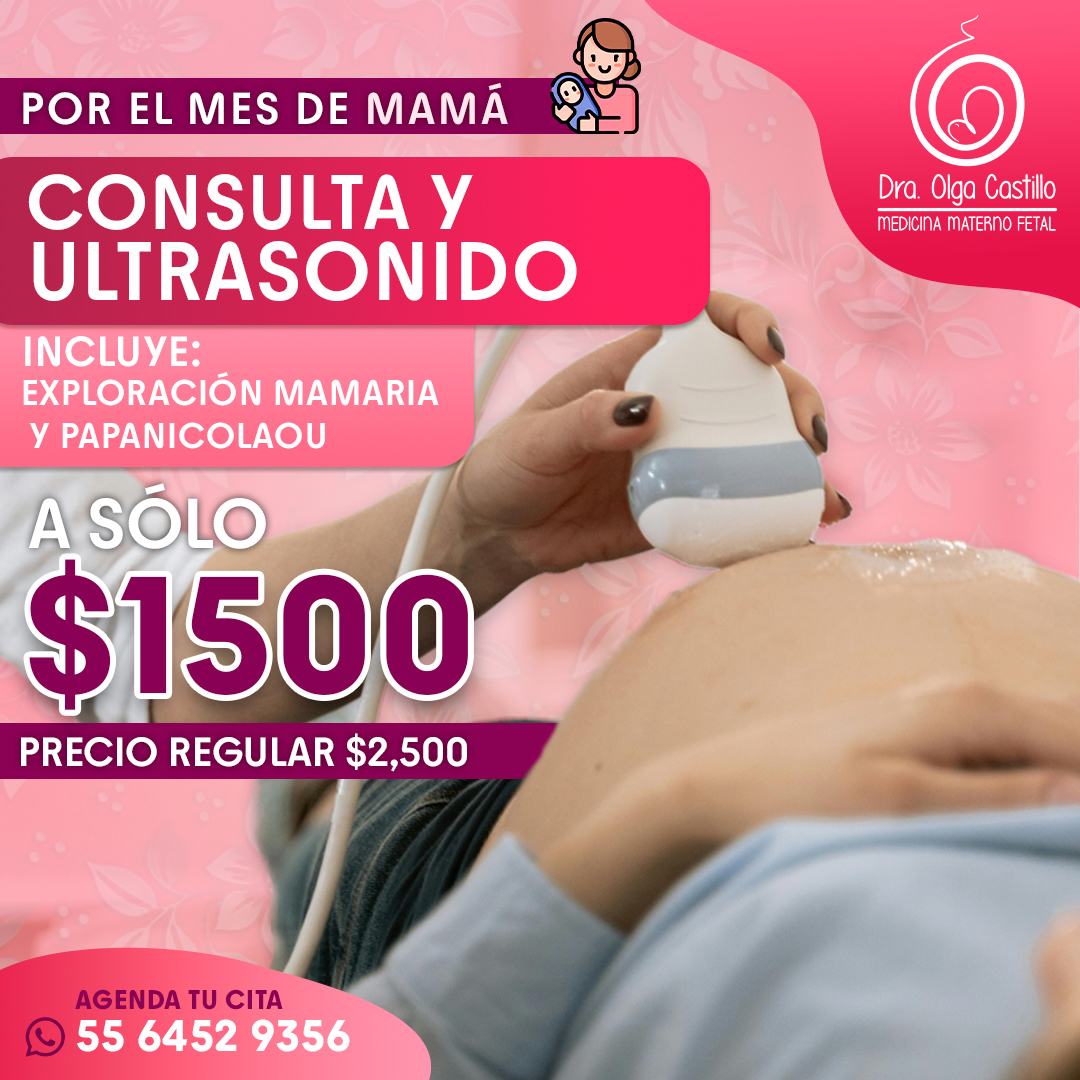 POR EL MES DE MAMÁ
Dra. Olga Castillo
MEDICINA MATERNO FETAL
CONSULTA Y
ULTRASONIDO
INCLUYE:
EXPLORACIÓN MAMARIA
Y PAPANICOLAOU
A SÓLO
$1500
PRECIO REGULAR $2,500
AGENDA TU CITA
55 6452 9356